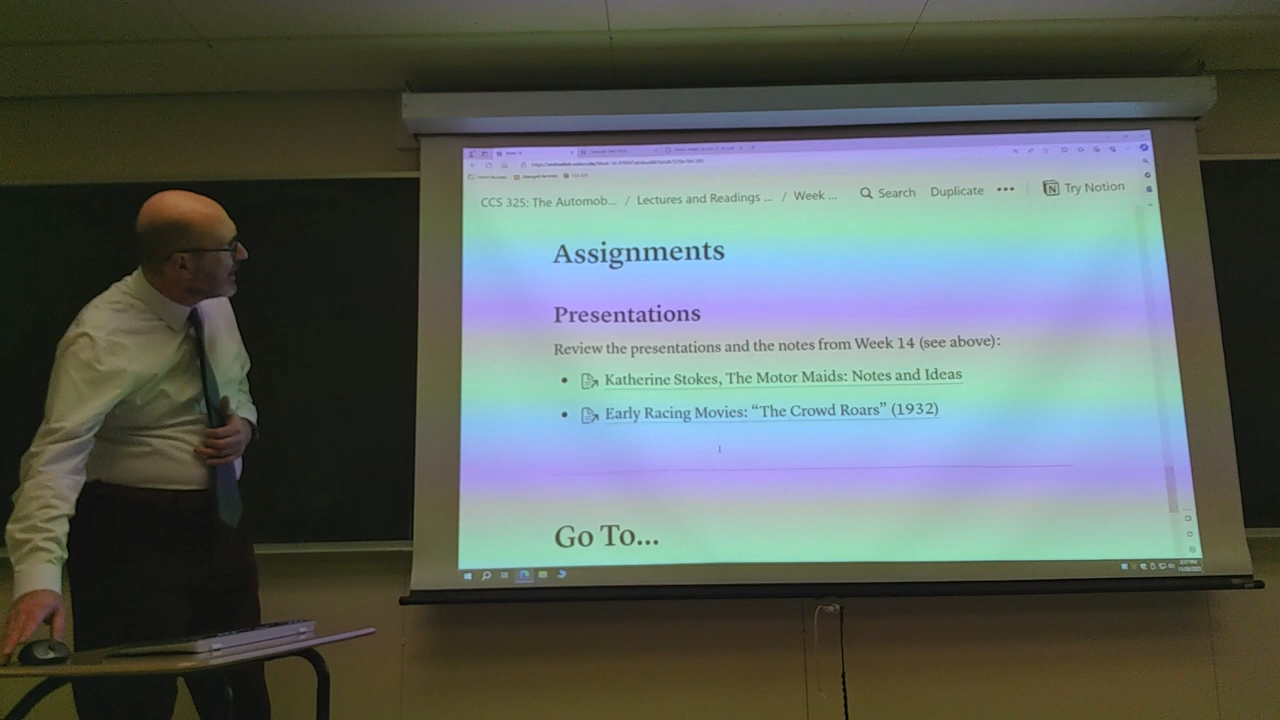 CCS 325: The Automob... / Lectures and Readings ... / Week ... Search Duplicate ••• Try Notion
Assignments
Presentations
Review the presentations and the notes from Week 14 (see above):
• Katherine Stokes, The Motor Maids: Notes and Ideas
• Early Racing Movies: “The Crowd Roars” (1932)
Go To...